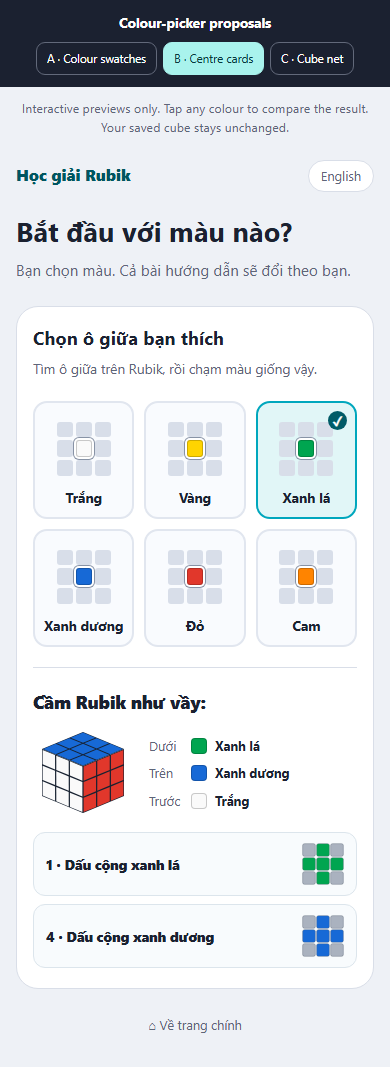 Colour-picker proposals
A · Colour swatches
B · Centre cards
C · Cube net
Interactive previews only. Tap any colour to compare the result.
Your saved cube stays unchanged.
Học giải Rubik
English
Bắt đầu với màu nào?
Bạn chọn màu. Cả bài hướng dẫn sẽ đổi theo bạn.
Chọn ô giữa bạn thích
Tìm ô giữa trên Rubik, rồi chạm màu giống vậy.
Trắng
Vàng
Xanh lá
Xanh dương
Đỏ
Cam
Cầm Rubik như vầy:
Dưới Xanh lá
Trên Xanh dương
Trước Trắng
1 · Dấu cộng xanh lá
4 · Dấu cộng xanh dương
⌂ Về trang chính